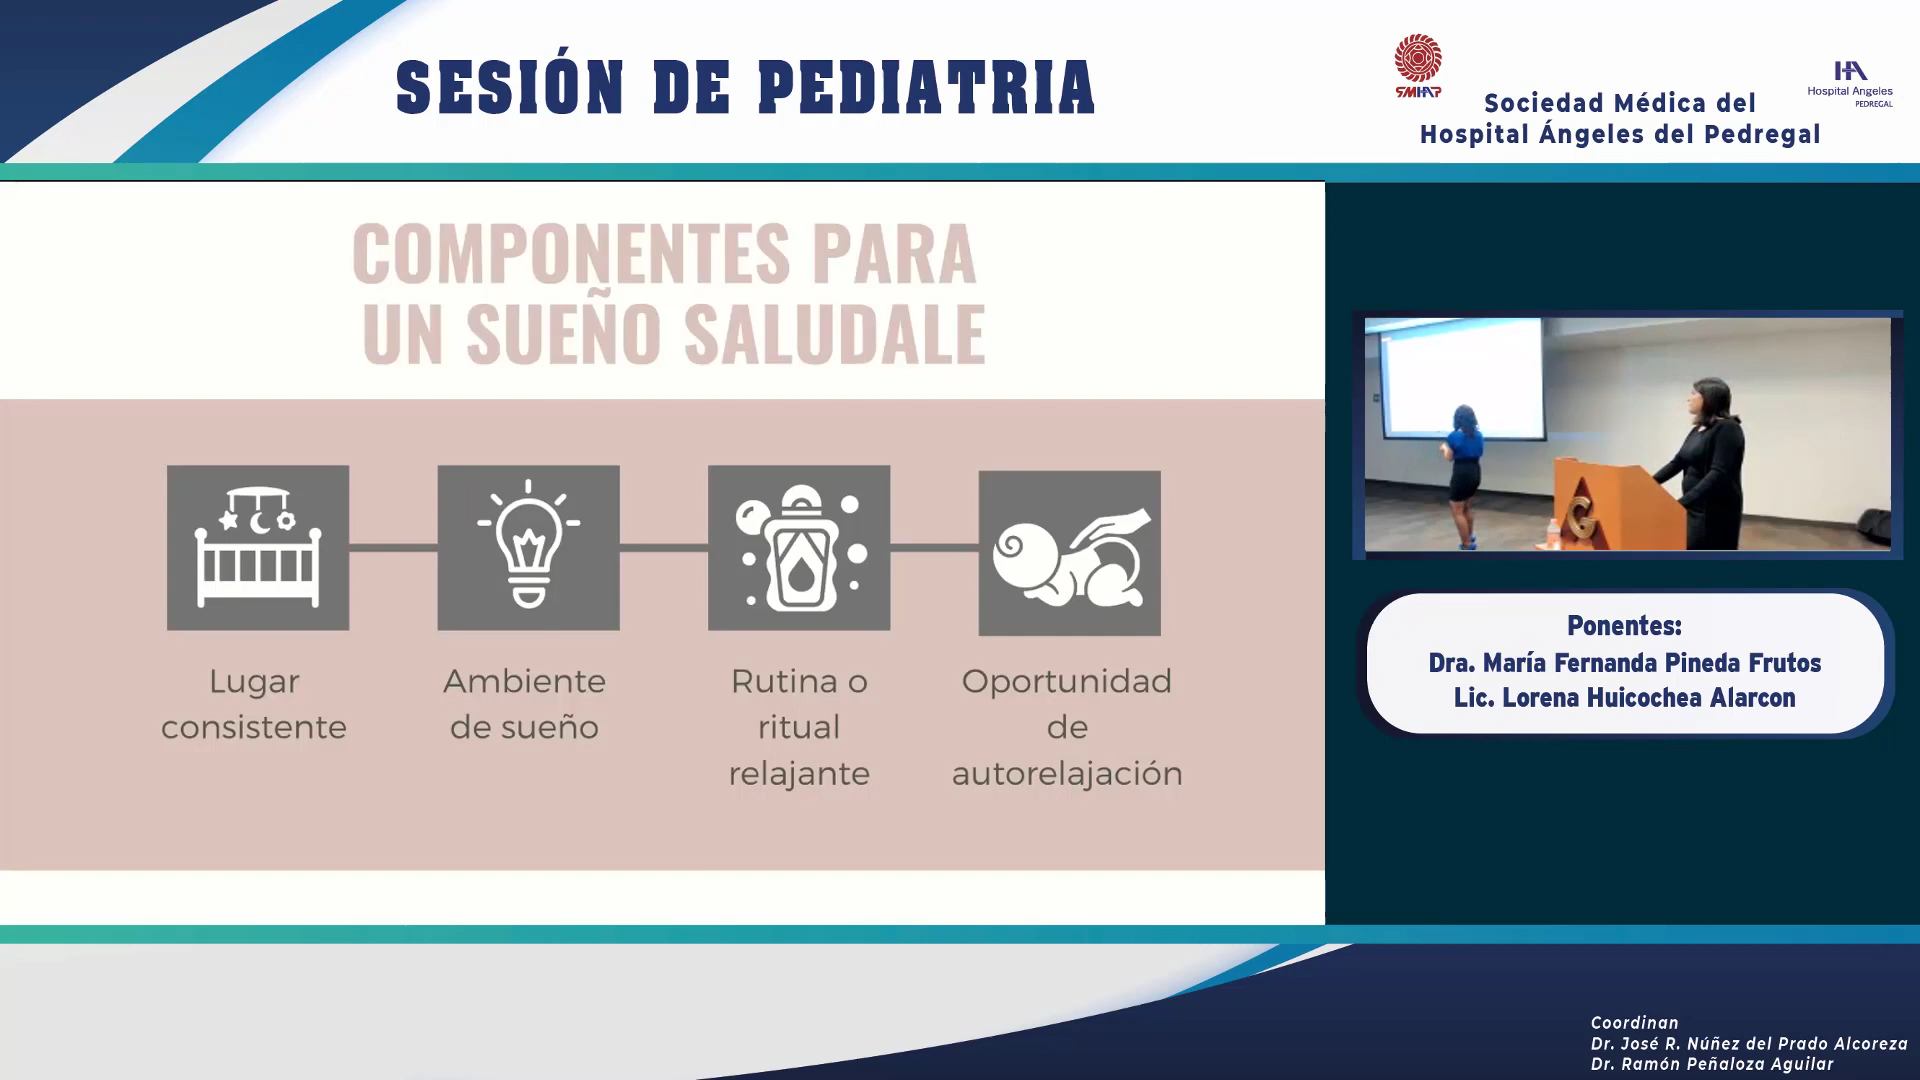 SESIÓN DE PEDIATRIA
SMHAP
Sociedad Médica del
Hospital Ángeles del Pedregal
HA
Hospital Angeles
PEDREGAL
COMPONENTES PARA
UN SUEÑO SALUDALE
Lugar
consistente
Ambiente
de sueño
Rutina o
ritual
relajante
Oportunidad
de
autorelajación
Ponentes:
Dra. María Fernanda Pineda Frutos
Lic. Lorena Huicochea Alarcon
Coordinan
Dr. José R. Núñez del Prado Alcoreza
Dr. Ramón Peñaloza Aguilar